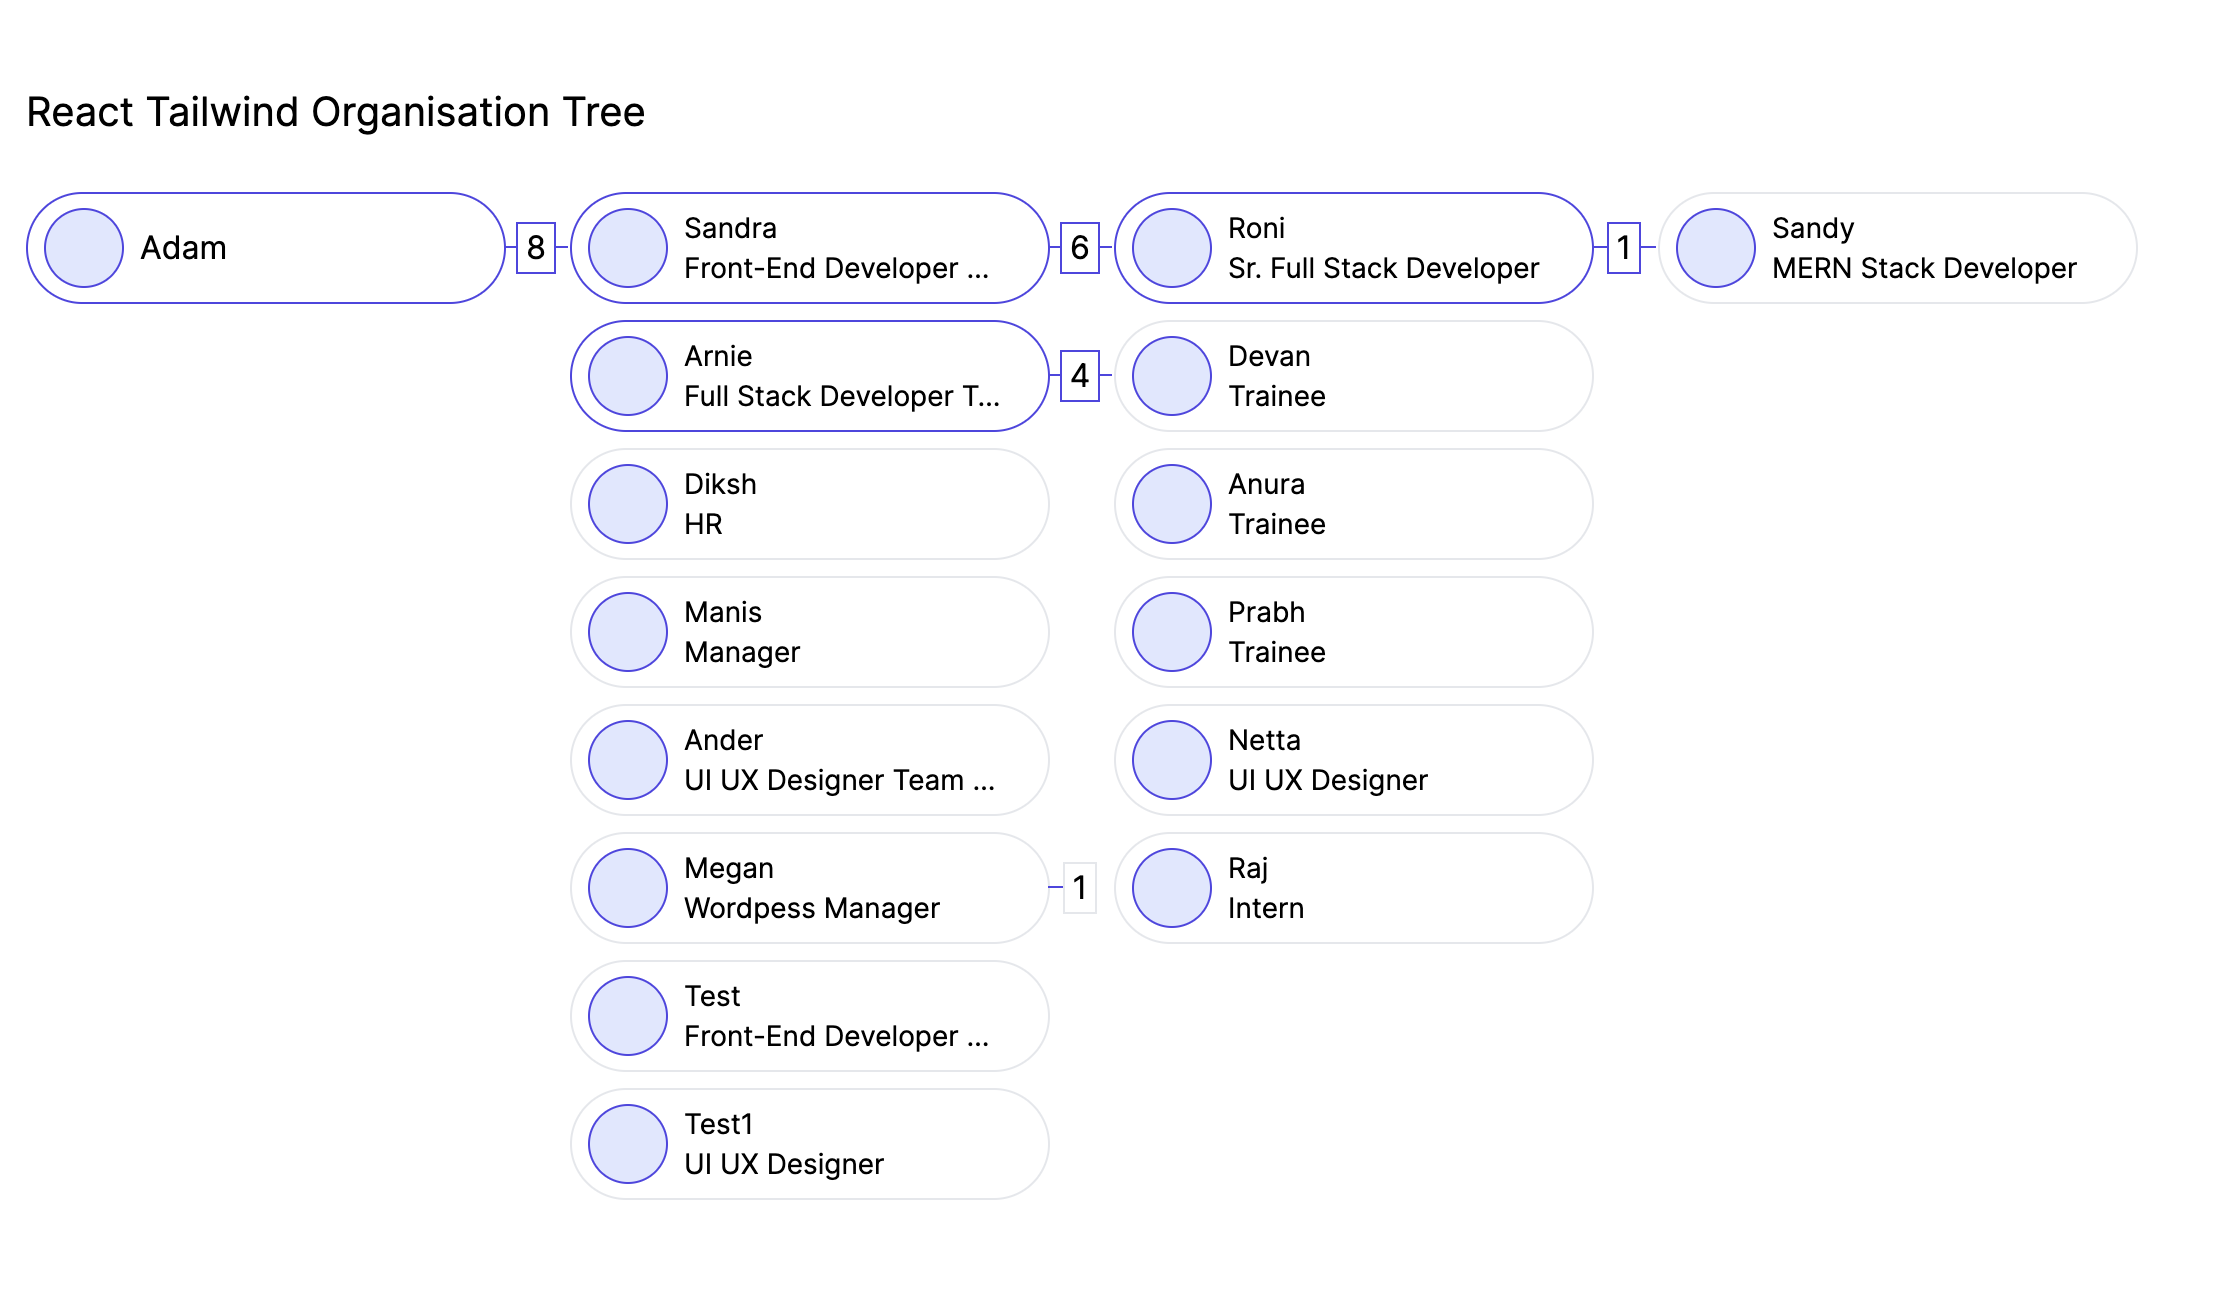 React Tailwind Organisation Tree
Adam
8
Sandra
Front-End Developer ...
6
Roni
Sr. Full Stack Developer
1
Sandy
MERN Stack Developer
Arnie
Full Stack Developer T...
4
Devan
Trainee
Diksh
HR
Anura
Trainee
Manis
Manager
Prabh
Trainee
Ander
UI UX Designer Team ...
Netta
UI UX Designer
Megan
Wordpess Manager
1
Raj
Intern
Test
Front-End Developer ...
Test1
UI UX Designer